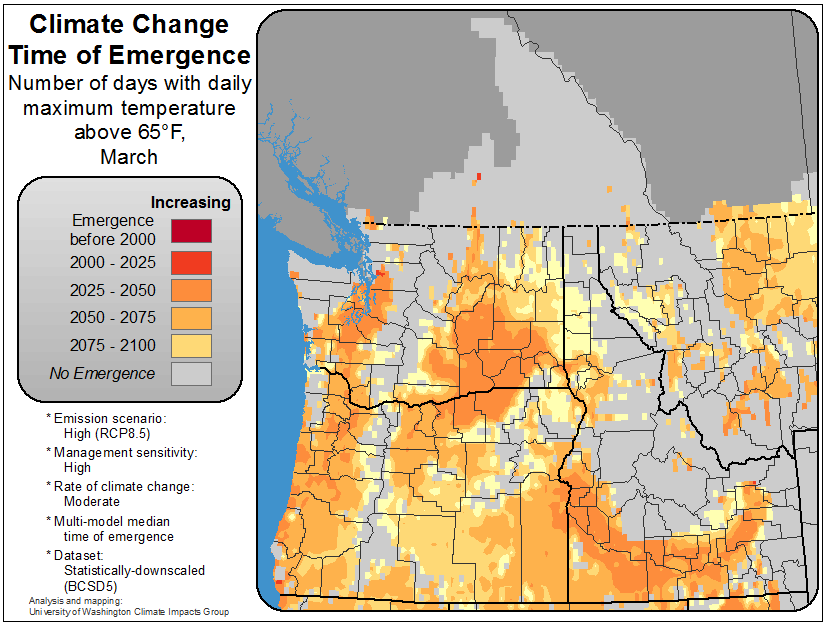 Climate Change
Time of Emergence
Number of days with daily
maximum temperature
above 65°F,
March
Increasing
Emergence
before 2000
2000 - 2025
2025 - 2050
2050 - 2075
2075 - 2100
No Emergence
* Emission scenario:
High (RCP8.5)
* Management sensitivity:
High
* Rate of climate change:
Moderate
* Multi-model median
time of emergence
* Dataset:
Statistically-downscaled
(BCSD5)
Analysis and mapping:
University of Washington Climate Impacts Group